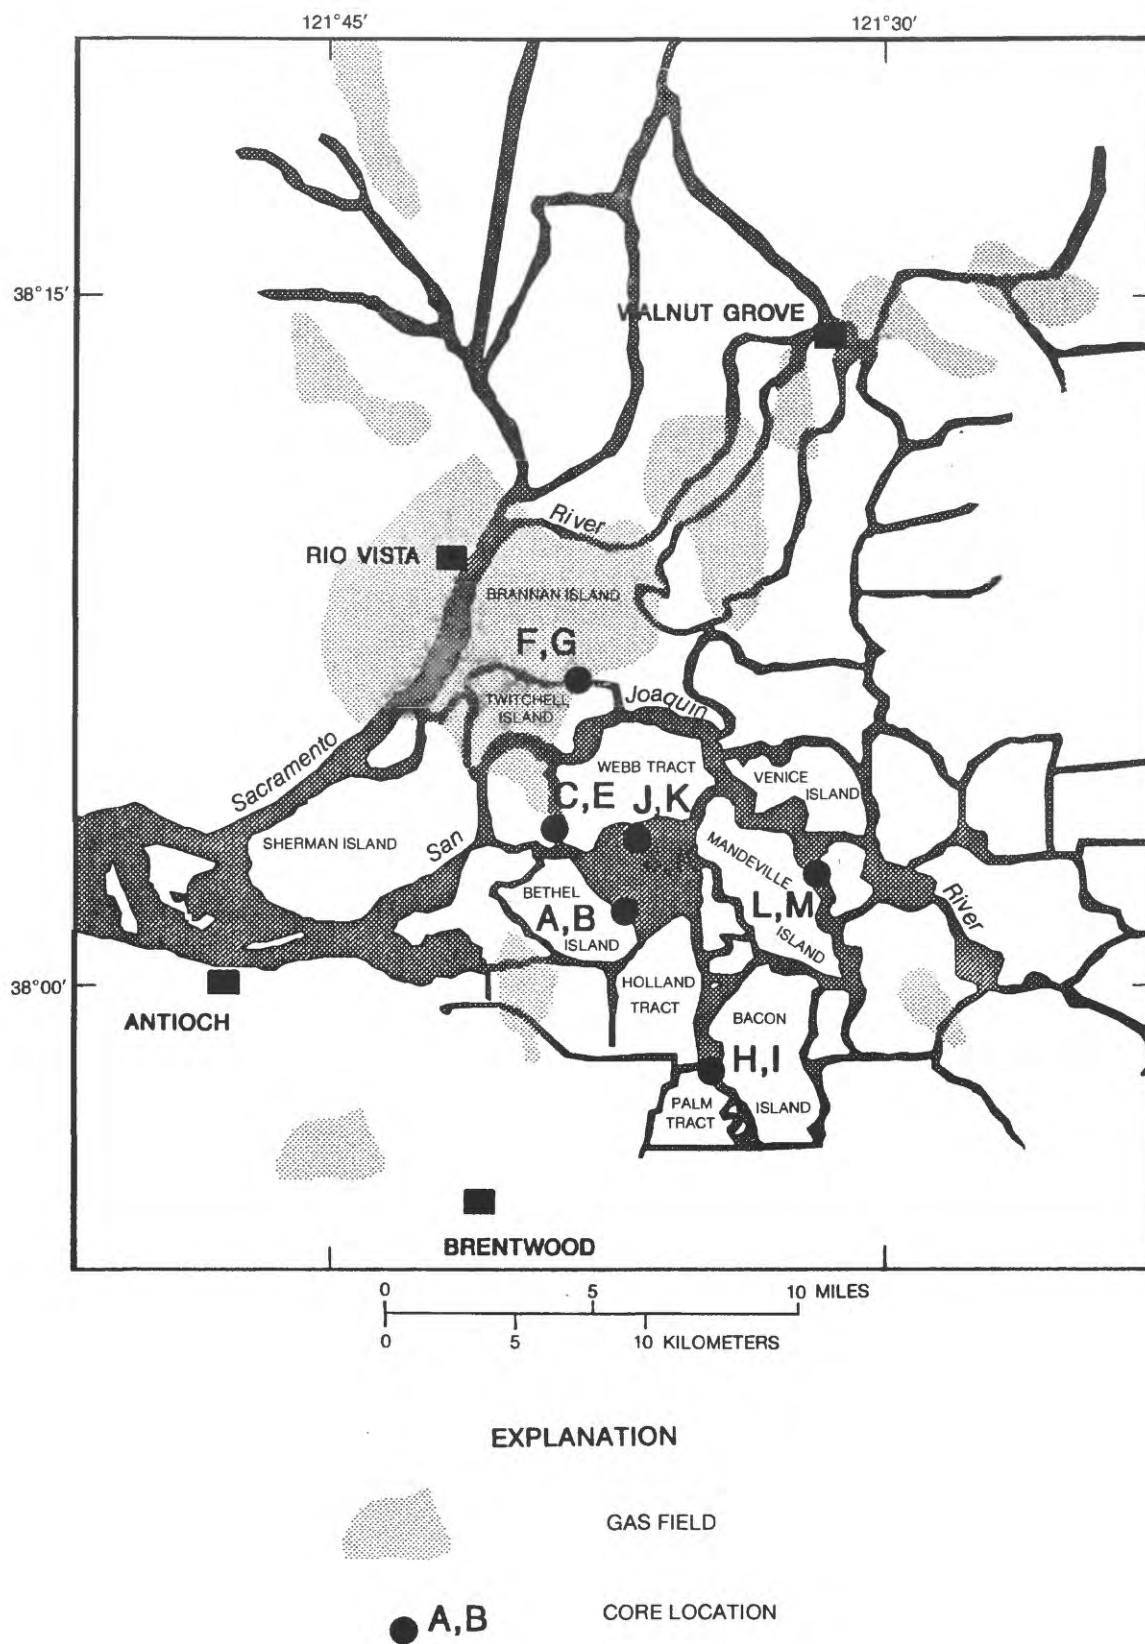 121°45′
121°30′
38°15′
WALNUT GROVE
River
RIO VISTA
BRANNAN ISLAND
F,G
TWITCHELL
ISLAND
Joaquin
Sacramento
WEBB TRACT
VENICE
ISLAND
C,E
J,K
SHERMAN ISLAND
San
MANDEVILLE
ISLAND
BETHEL
ISLAND
A,B
L,M
River
38°00′
HOLLAND
TRACT
ANTIOCH
BACON
ISLAND
H,I
PALM
TRACT
BRENTWOOD
0 5 10 MILES
0 5 10 KILOMETERS
EXPLANATION
GAS FIELD
A,B CORE LOCATION